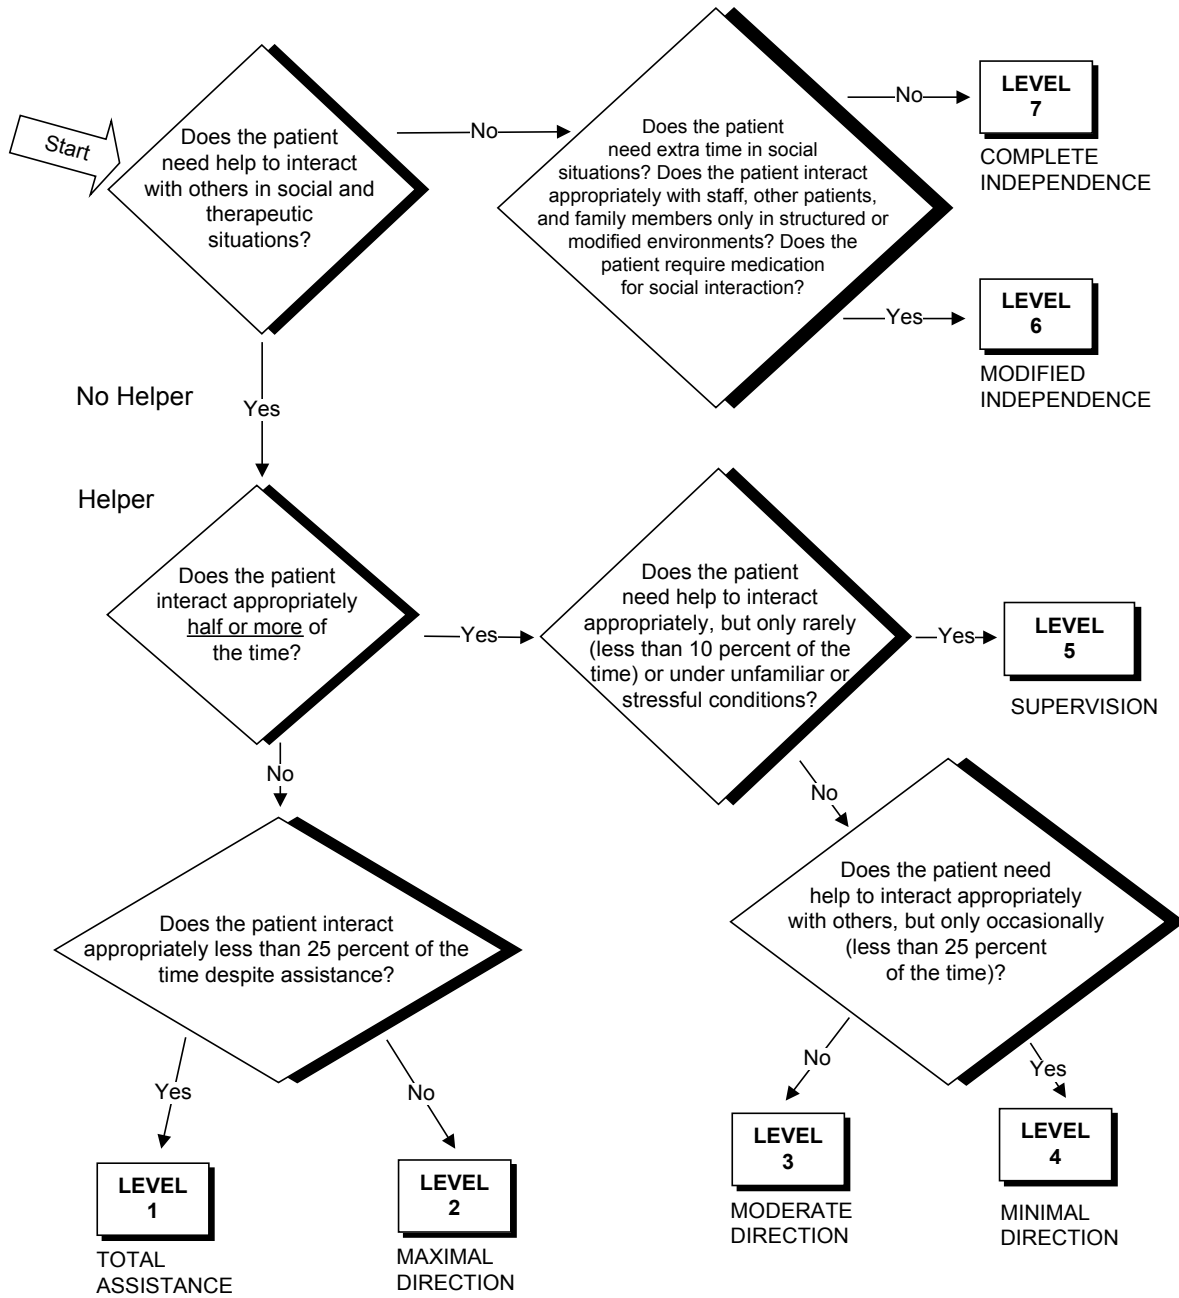 Start
Does the patient
need help to interact
with others in social and
therapeutic
situations?
No
Does the patient
need extra time in social
situations? Does the patient interact
appropriately with staff, other patients,
and family members only in structured or
modified environments? Does the
patient require medication
for social interaction?
No
LEVEL
7
COMPLETE
INDEPENDENCE
Yes
LEVEL
6
MODIFIED
INDEPENDENCE
No Helper
Yes
Helper
Does the patient
interact appropriately
half or more of
the time?
Yes
Does the patient
need help to interact
appropriately, but only rarely
(less than 10 percent of the
time) or under unfamiliar or
stressful conditions?
Yes
LEVEL
5
SUPERVISION
No
No
Does the patient interact
appropriately less than 25 percent of the
time despite assistance?
Does the patient need
help to interact appropriately
with others, but only occasionally
(less than 25 percent
of the time)?
Yes
No
No
Yes
LEVEL
1
TOTAL
ASSISTANCE
LEVEL
2
MAXIMAL
DIRECTION
LEVEL
3
MODERATE
DIRECTION
LEVEL
4
MINIMAL
DIRECTION